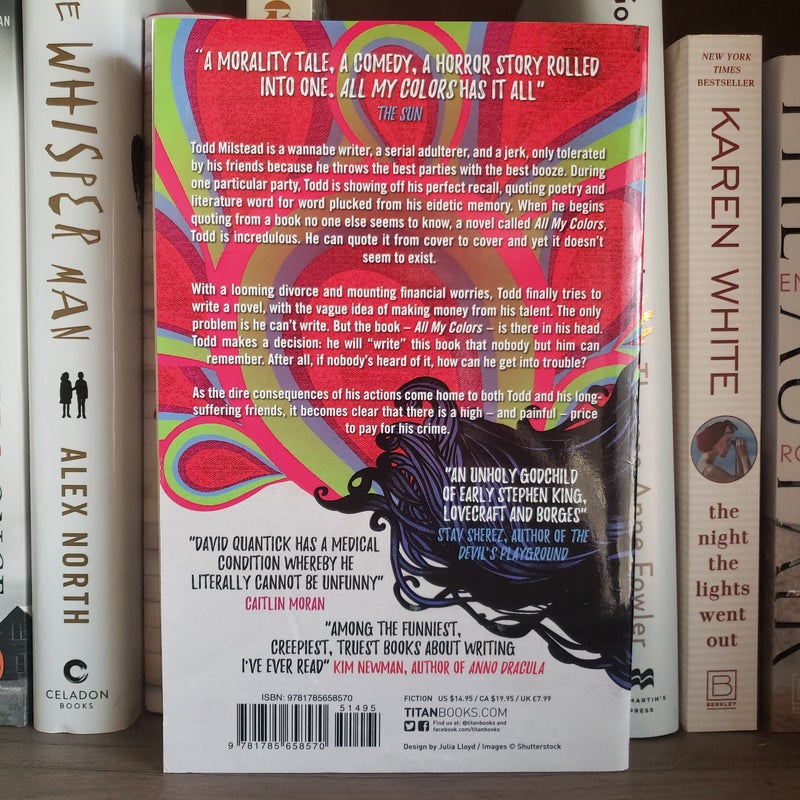 WHISPER MAN
ALEX NORTH
CELADON
BOOKS
"A MORALITY TALE, A COMEDY, A HORROR STORY ROLLED
INTO ONE. ALL MY COLORS HAS IT ALL"
THE SUN
Todd Milstead is a wannabe writer, a serial adulterer, and a jerk, only tolerated
by his friends because he throws the best parties with the best booze. During
one particular party, Todd is showing off his perfect recall, quoting poetry and
literature word for word plucked from his eidetic memory. When he begins
quoting from a book no one else seems to know, a novel called All My Colors,
Todd is incredulous. He can quote it from cover to cover and yet it doesn't
seem to exist.
With a looming divorce and mounting financial worries, Todd finally tries to
write a novel, with the vague idea of making money from his talent. The only
problem is he can't write. But the book – All My Colors – is there in his head.
Todd makes a decision: he will "write" this book that nobody but him can
remember. After all, if nobody's heard of it, how can he get into trouble?
As the dire consequences of his actions come home to both Todd and his long-
suffering friends, it becomes clear that there is a high – and painful – price
to pay for his crime.
"AN UNHOLY GODCHILD
OF EARLY STEPHEN KING,
LOVECRAFT AND BORGES"
STAV SHEREZ, AUTHOR OF THE
DEVIL'S PLAYGROUND
"DAVID QUANTICK HAS A MEDICAL
CONDITION WHEREBY HE
LITERALLY CANNOT BE UNFUNNY"
CAITLIN MORAN
"AMONG THE FUNNIEST,
CREEPIEST, TRUEST BOOKS ABOUT WRITING
I'VE EVER READ" KIM NEWMAN, AUTHOR OF ANNO DRACULA
ISBN: 9781785658570
51495
9 781785 658570
FICTION US $14.95 / CA $19.95 / UK £7.99
TITANBOOKS.COM
Find us at: @titanbooks and
facebook.com/titanbooks
Design by Julia Lloyd / Images © Shutterstock
Anne Fowler
PRESS
NEW YORK
TIMES
BESTSELLER
KAREN WHITE
the
night
the
lights
went
out
B
BERKLEY